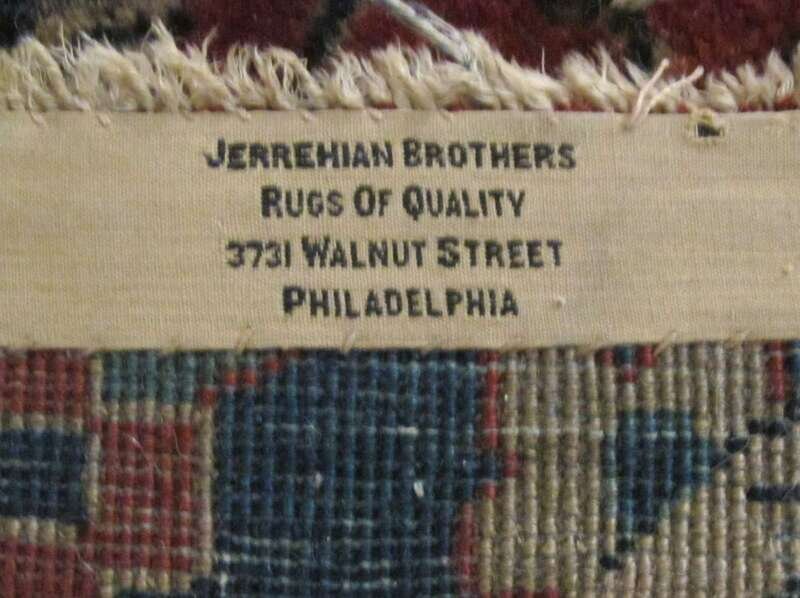 JERREHIAN BROTHERS
RUGS OF QUALITY
3731 WALNUT STREET
PHILADELPHIA